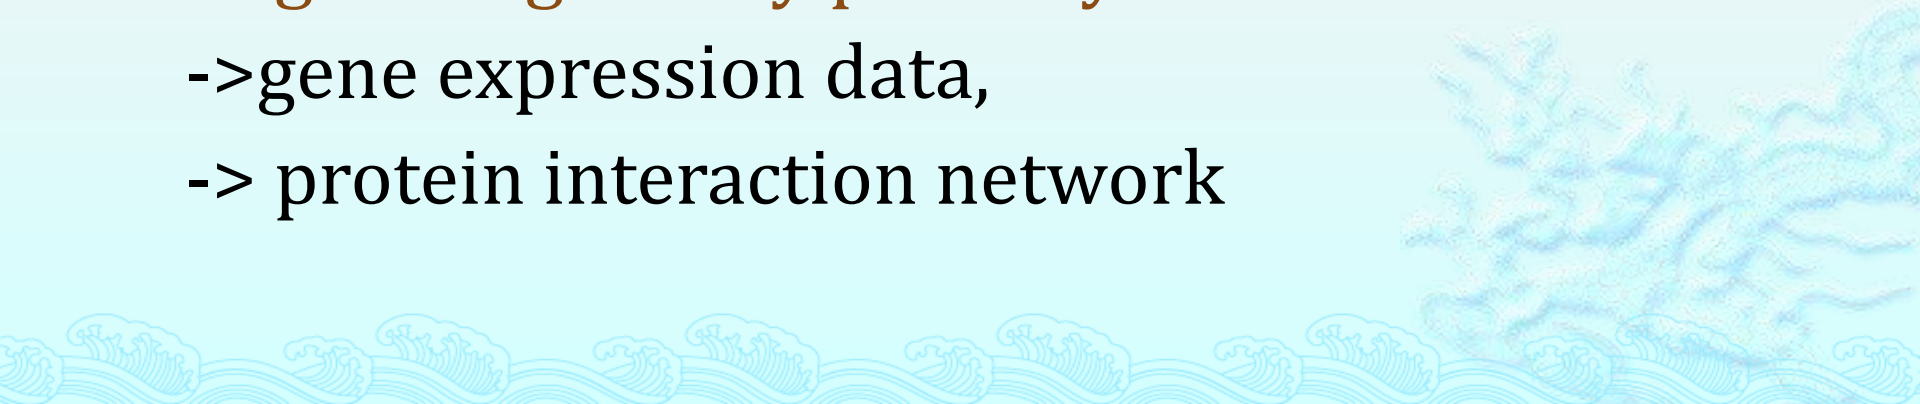 ->gene expression data,
-> protein interaction network